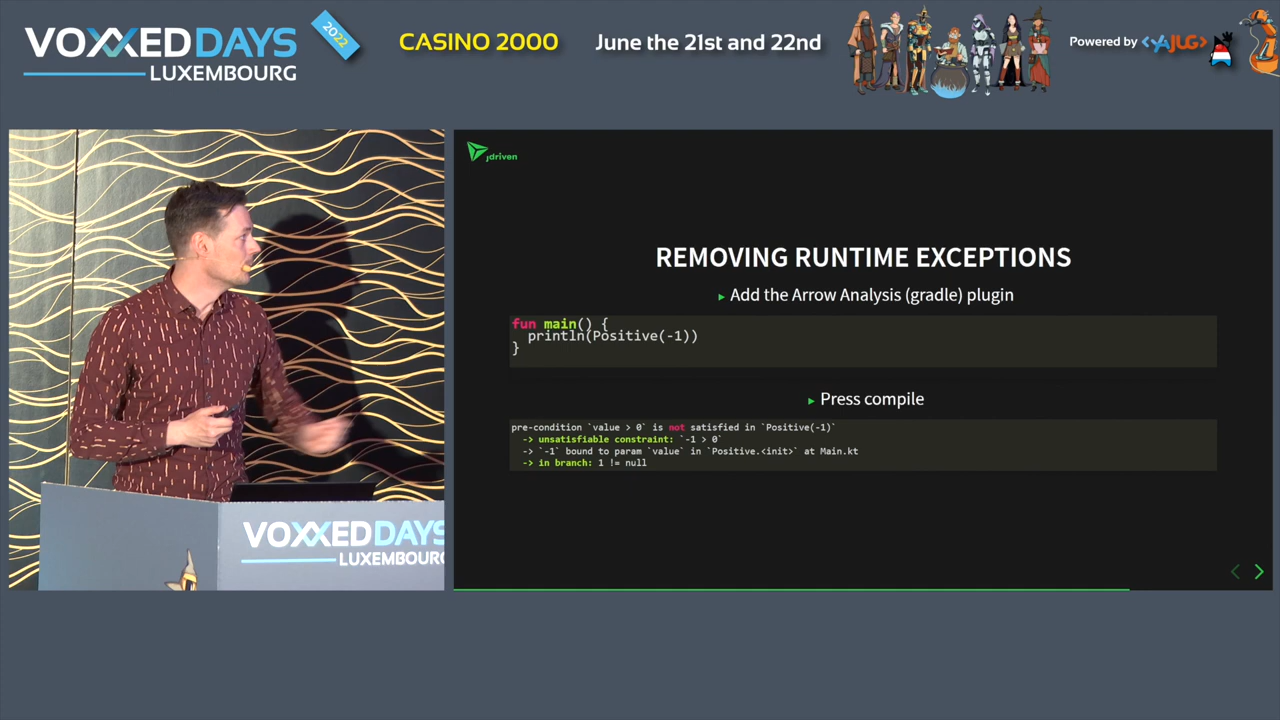 VOXXEDDAYS
LUXEMBOURG
2022
CASINO 2000
June the 21st and 22nd
Powered by <YAJUG>
jdriven
REMOVING RUNTIME EXCEPTIONS
Add the Arrow Analysis (gradle) plugin
fun main() {
println(Positive(-1))
}
Press compile
pre-condition `value > 0` is not satisfied in `Positive(-1)`
-> unsatisfiable constraint: `-1 > 0`
-> `-1` bound to param `value` in `Positive.<init>` at Main.kt
-> in branch: 1 != null
VOXXEDDAYS
LUXEMBOURG